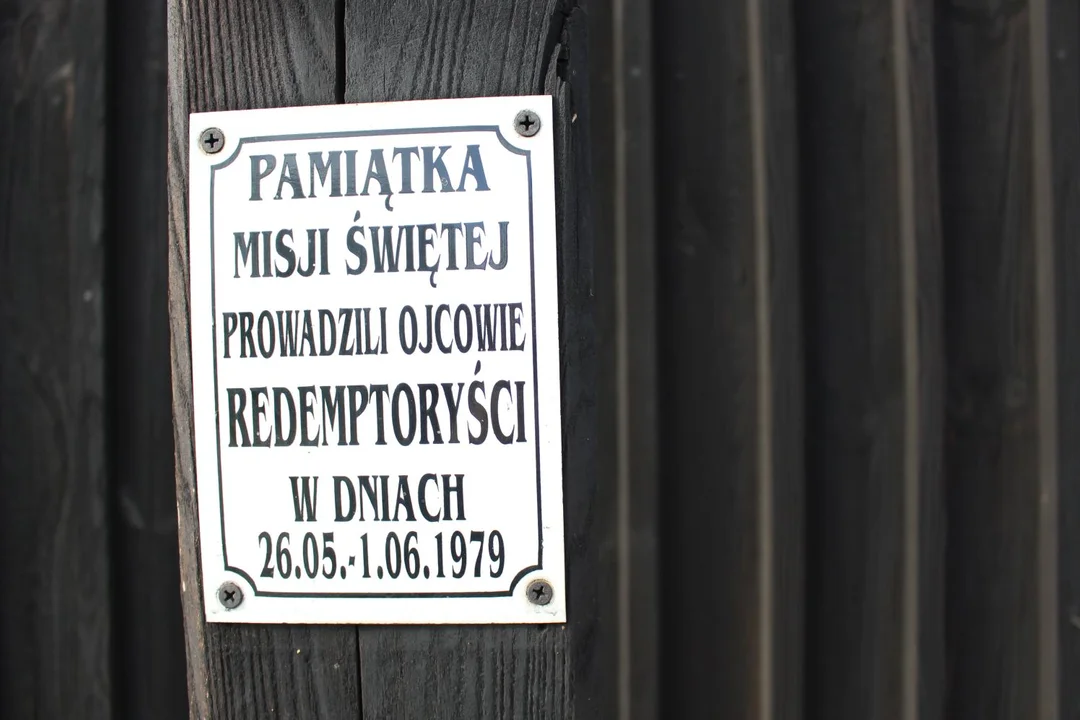 PAMIĄTKA
MISJI ŚWIĘTEJ
PROWADZILI OJCOWIE
REDEMPTORYŚCI
W DNIACH
26.05.-1.06.1979